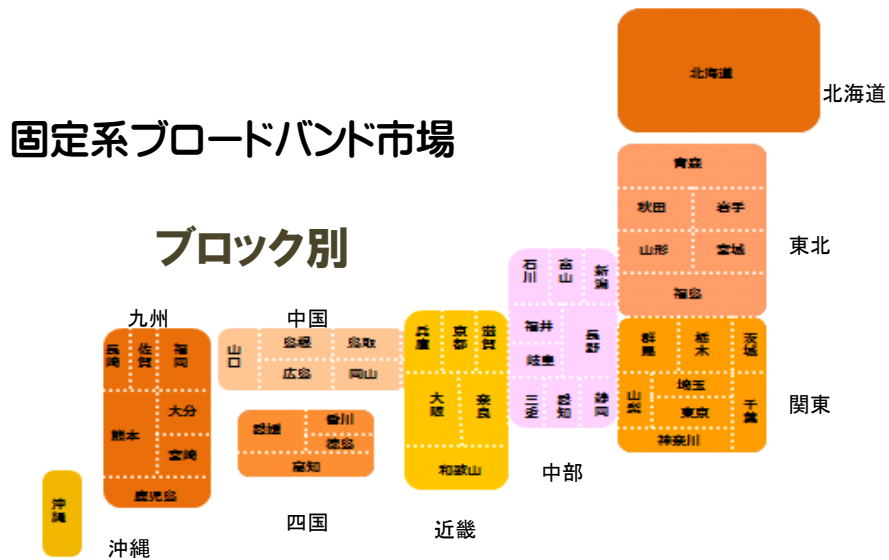 北海道
北海道
固定系ブロードバンド市場
ブロック別
青森
秋田
岩手
山形
宮城
福島
東北
石川
富山
新潟
福井
長野
岐阜
三重
愛知
静岡
中部
群馬
栃木
茨城
山梨
埼玉
東京
千葉
神奈川
関東
九州
長崎
佐賀
福岡
熊本
大分
宮崎
鹿児島
中国
山口
島根
鳥取
広島
岡山
愛媛
香川
徳島
高知
四国
兵庫
京都
滋賀
大阪
奈良
和歌山
近畿
沖縄
沖縄